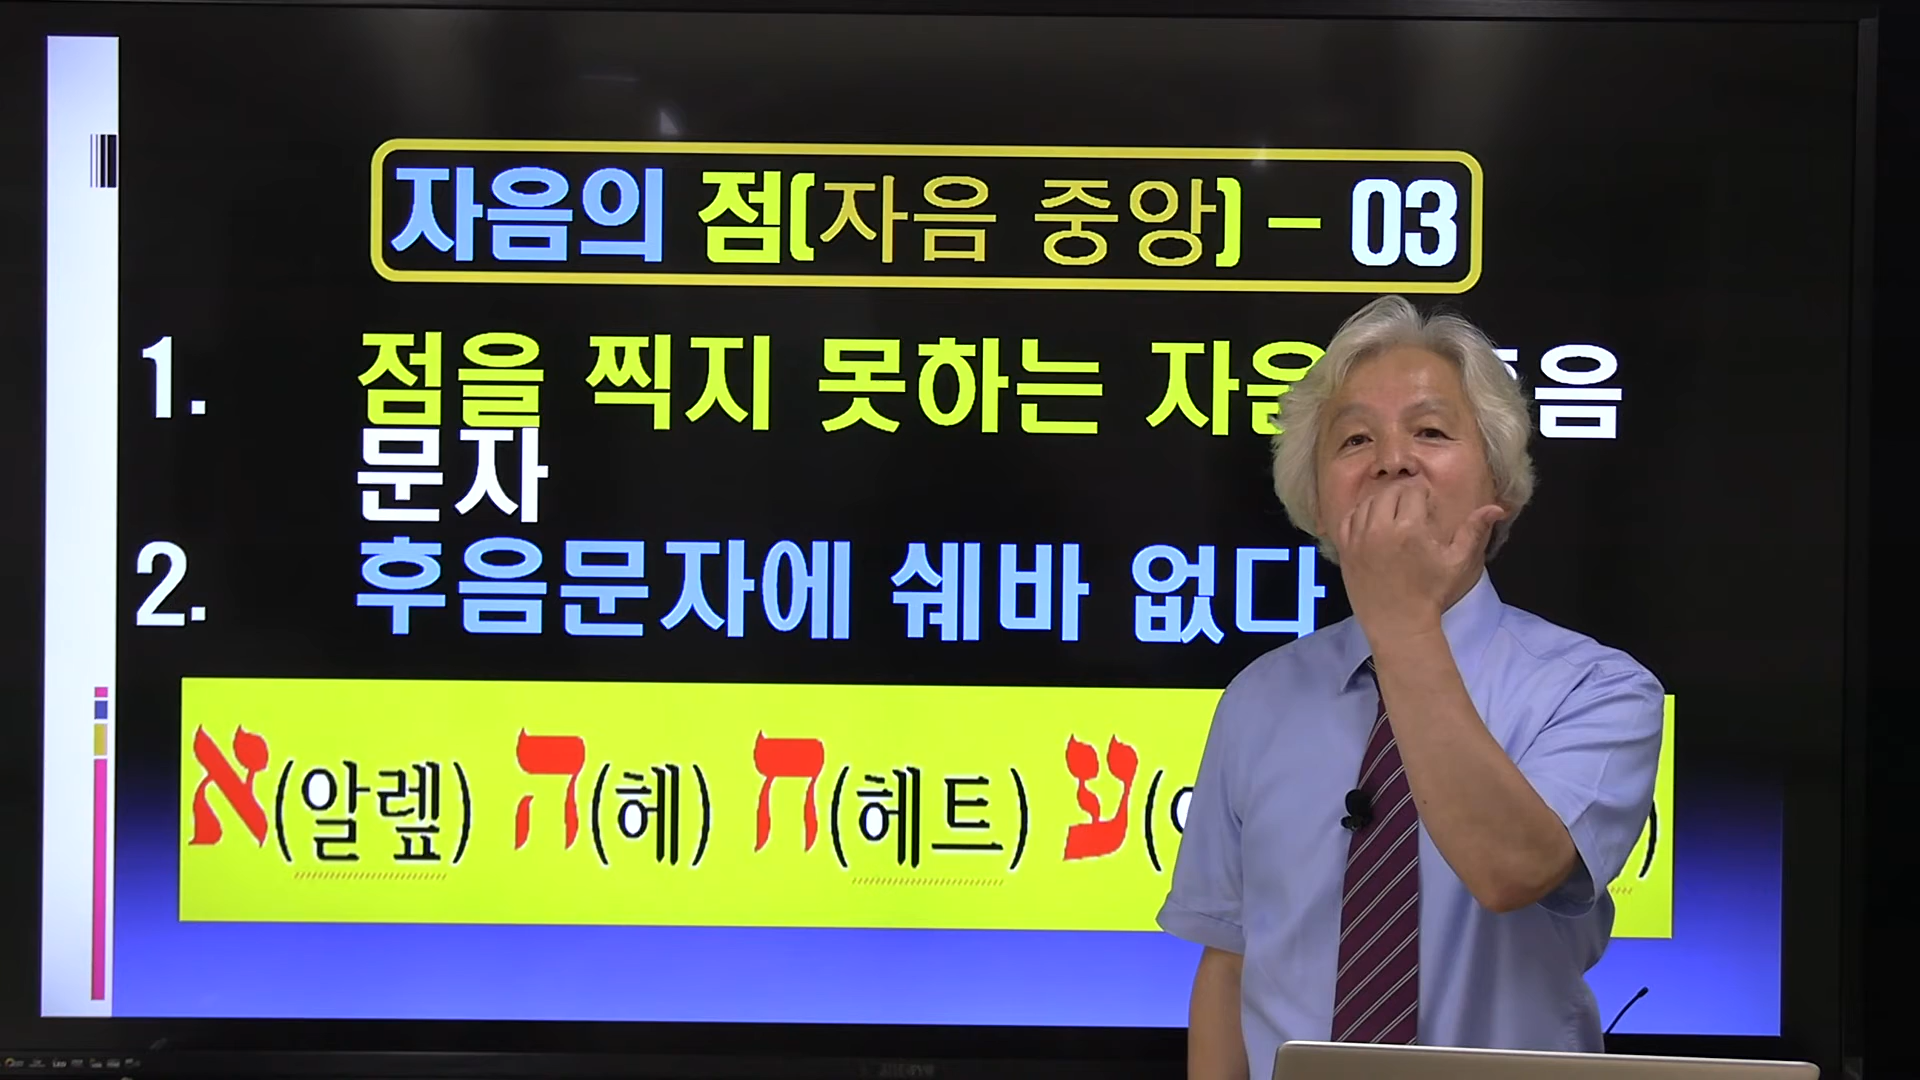 자음의 점(자음 중앙) - 03
1. 점을 찍지 못하는 음
문자
2. 후음문자에 쉐바 없다
א(알렢) ה(헤) ח(헤트) ע( )